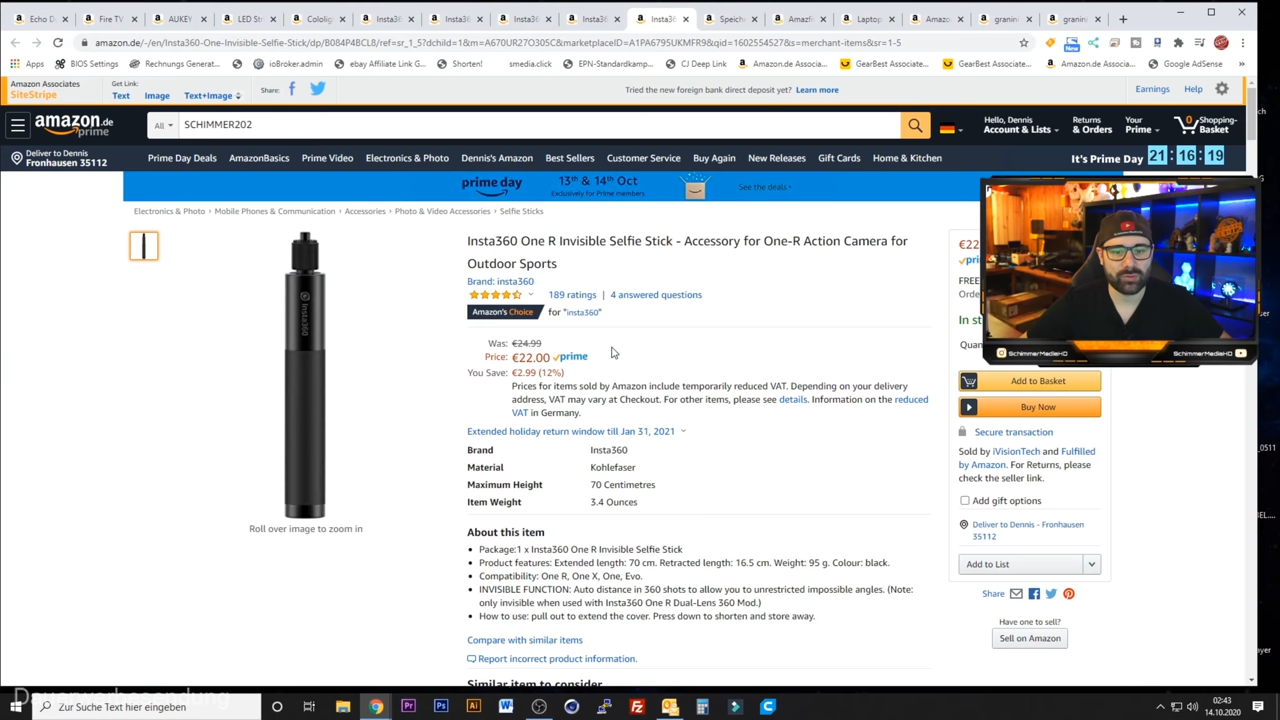 Echo D
Fire TV
AUKEY
LED St
Cololig
Insta36
Insta36
Insta36
Insta36
Insta36
Speich
Amazf
Laptop
Amazo
granin
granin
amazon.de/-/en/Insta360-One-Invisible-Selfie-Stick/dp/B084P48CLS/ref=sr_1_5?dchild=1&m=A670UR27O305C&marketplaceID=A1PA6795UKMFR9&qid=1602554527&s=merchant-items&sr=1-5
Apps
BIOS Settings
Rechnungs Generat...
ioBroker.admin
ebay Affiliate Link G...
Shorten!
smedia.click
EPN-Standardkamp...
CJ Deep Link
Amazon.de Associa...
GearBest Associate...
GearBest Associate...
Amazon.de Associa...
Google AdSense
»
Amazon Associates
SiteStripe
Get Link:
Text
Image
Text+Image
Share:
Tried the new foreign bank direct deposit yet? Learn more
Earnings
Help
amazon.de
prime
All
SCHIMMER202
Hello, Dennis
Account & Lists
Returns
& Orders
Your
Prime
0
Shopping-
Basket
Deliver to Dennis
Fronhausen 35112
Prime Day Deals
AmazonBasics
Prime Video
Electronics & Photo
Dennis's Amazon
Best Sellers
Customer Service
Buy Again
New Releases
Gift Cards
Home & Kitchen
It's Prime Day
21
16
19
prime day
13th & 14th Oct
Exclusively for Prime members
See the deals ›
Electronics & Photo › Mobile Phones & Communication › Accessories › Photo & Video Accessories › Selfie Sticks
Insta360
Roll over image to zoom in
Insta360 One R Invisible Selfie Stick - Accessory for One-R Action Camera for
Outdoor Sports
Brand: insta360
189 ratings | 4 answered questions
Amazon's Choice for "insta360"
Was: €24.99
Price: €22.00 prime
You Save: €2.99 (12%)
Prices for items sold by Amazon include temporarily reduced VAT. Depending on your delivery
address, VAT may vary at Checkout. For other items, please see details. Information on the reduced
VAT in Germany.
Extended holiday return window till Jan 31, 2021
Brand Insta360
Material Kohlefaser
Maximum Height 70 Centimetres
Item Weight 3.4 Ounces
About this item
• Package:1 x Insta360 One R Invisible Selfie Stick
• Product features: Extended length: 70 cm. Retracted length: 16.5 cm. Weight: 95 g. Colour: black.
• Compatibility: One R, One X, One, Evo.
• INVISIBLE FUNCTION: Auto distance in 360 shots to allow you to unrestricted impossible angles. (Note:
only invisible when used with Insta360 One R Dual-Lens 360 Mod.)
• How to use: pull out to extend the cover. Press down to shorten and store away.
Compare with similar items
Report incorrect product information.
Similar item to consider
€22
FREE
In st
SchimmerMediaHD
SchimmerMediaHD
Add to Basket
Buy Now
Secure transaction
Sold by iVisionTech and Fulfilled
by Amazon. For Returns, please
check the seller link.
Add gift options
Deliver to Dennis - Fronhausen
35112
Add to List
Share
Have one to sell?
Sell on Amazon
Dauerwerbesendung
Zur Suche Text hier eingeben
02:43
14.10.2020